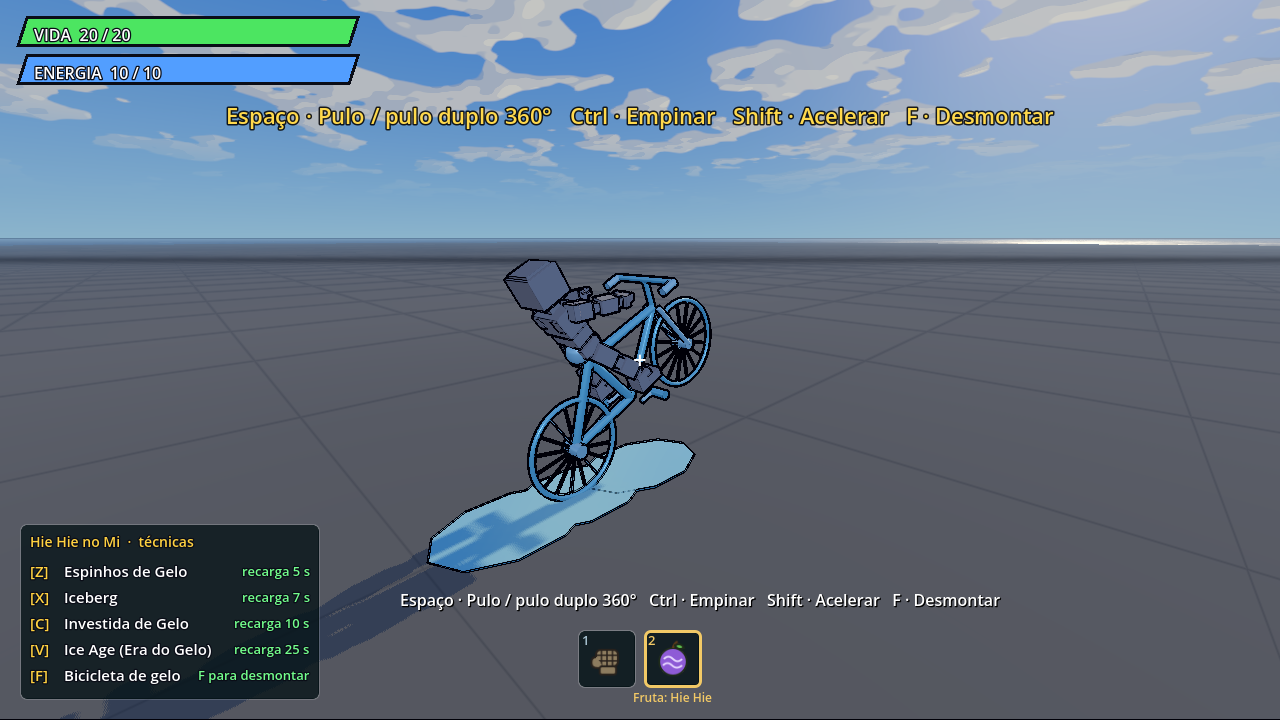 VIDA 20 / 20
ENERGIA 10 / 10
Espaço · Pulo / pulo duplo 360° Ctrl · Empinar Shift · Acelerar F · Desmontar
Hie Hie no Mi · técnicas
[Z] Espinhos de Gelo recarga 5 s
[X] Iceberg recarga 7 s
[C] Investida de Gelo recarga 10 s
[V] Ice Age (Era do Gelo) recarga 25 s
[F] Bicicleta de gelo F para desmontar
Espaço · Pulo / pulo duplo 360° Ctrl · Empinar Shift · Acelerar F · Desmontar
1 2
Fruta: Hie Hie